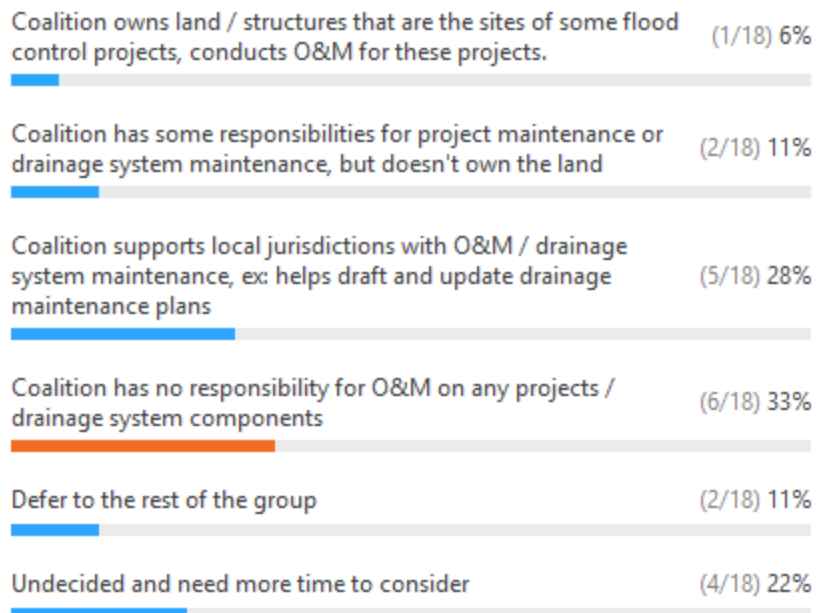 Coalition owns land / structures that are the sites of some flood
control projects, conducts O&M for these projects.
(1/18) 6%
Coalition has some responsibilities for project maintenance or
drainage system maintenance, but doesn't own the land
(2/18) 11%
Coalition supports local jurisdictions with O&M / drainage
system maintenance, ex: helps draft and update drainage
maintenance plans
(5/18) 28%
Coalition has no responsibility for O&M on any projects /
drainage system components
(6/18) 33%
Defer to the rest of the group
(2/18) 11%
Undecided and need more time to consider
(4/18) 22%